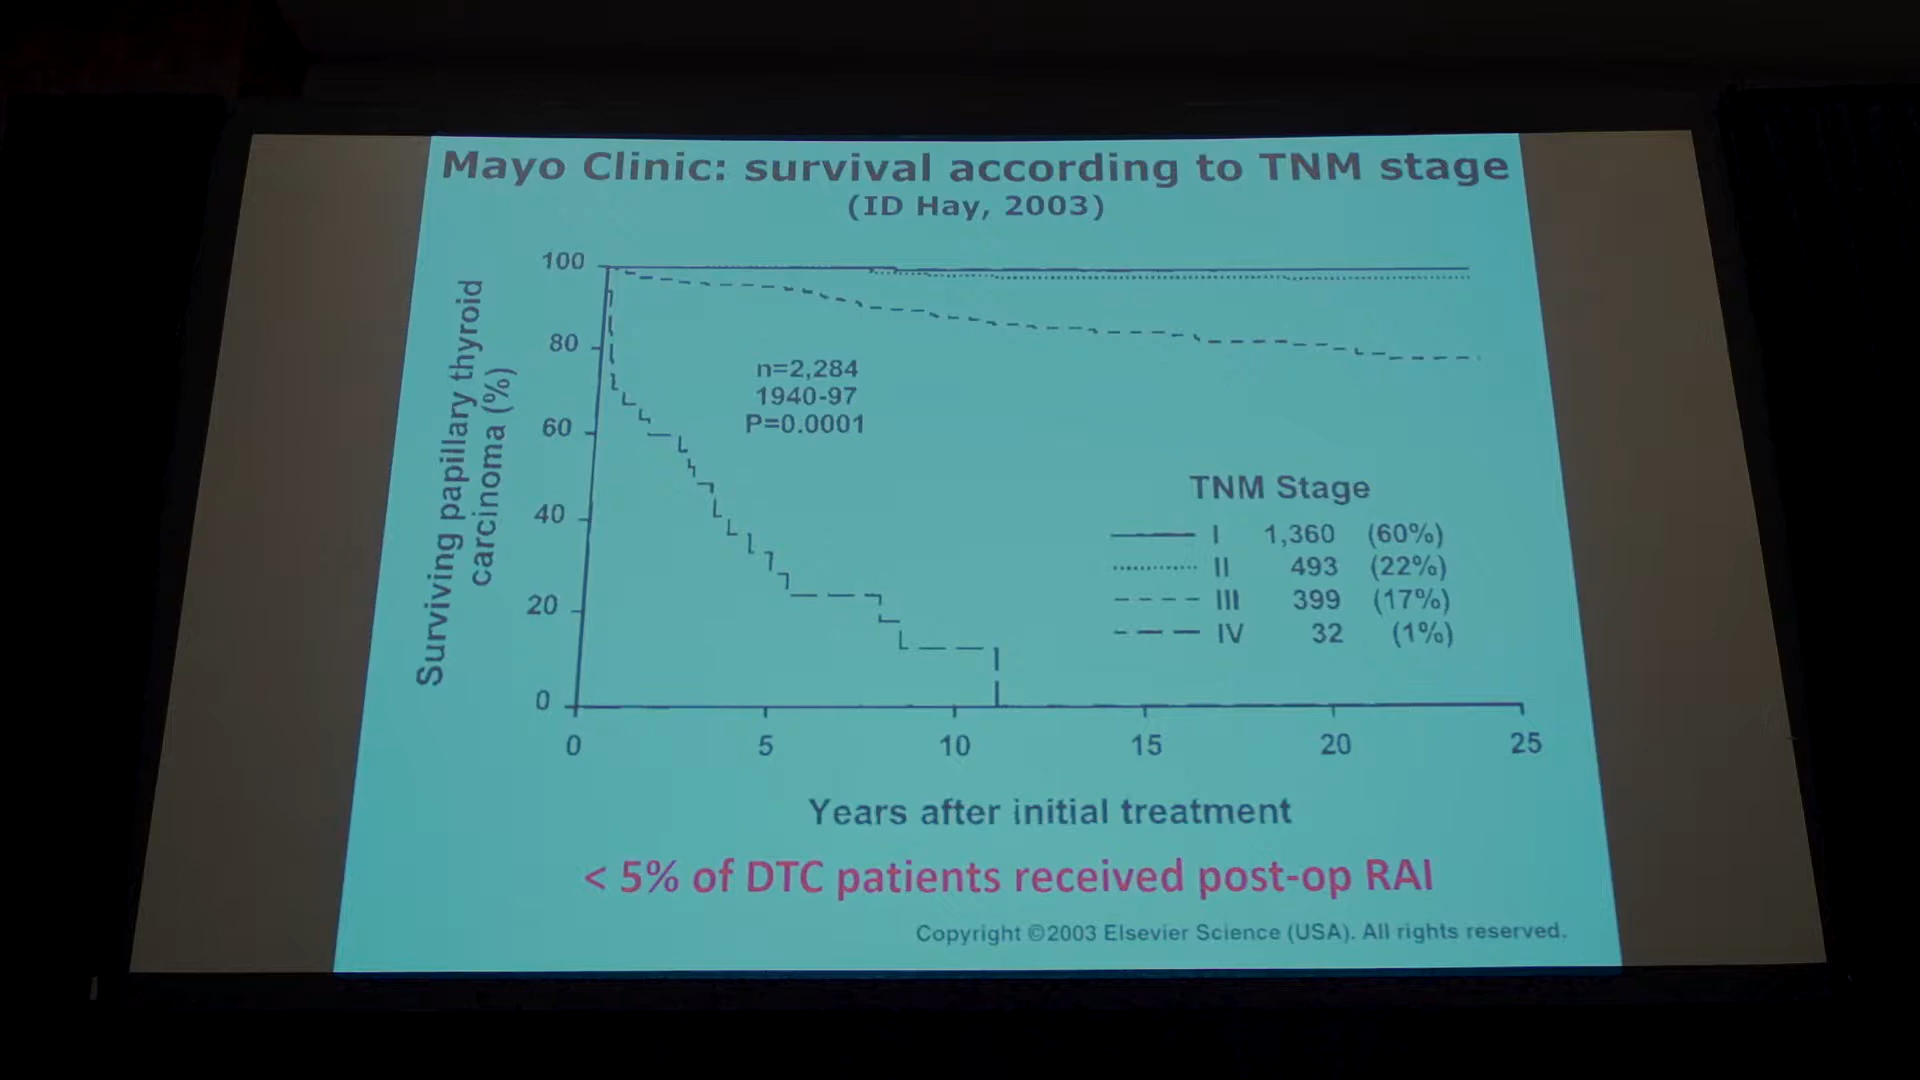 Mayo Clinic: survival according to TNM stage
(ID Hay, 2003)
Surviving papillary thyroid
carcinoma (%)
100
80
60
40
20
0
n=2,284
1940-97
P=0.0001
TNM Stage
I 1,360 (60%)
II 493 (22%)
III 399 (17%)
IV 32 (1%)
0 5 10 15 20 25
Years after initial treatment
< 5% of DTC patients received post-op RAI
Copyright ©2003 Elsevier Science (USA). All rights reserved.